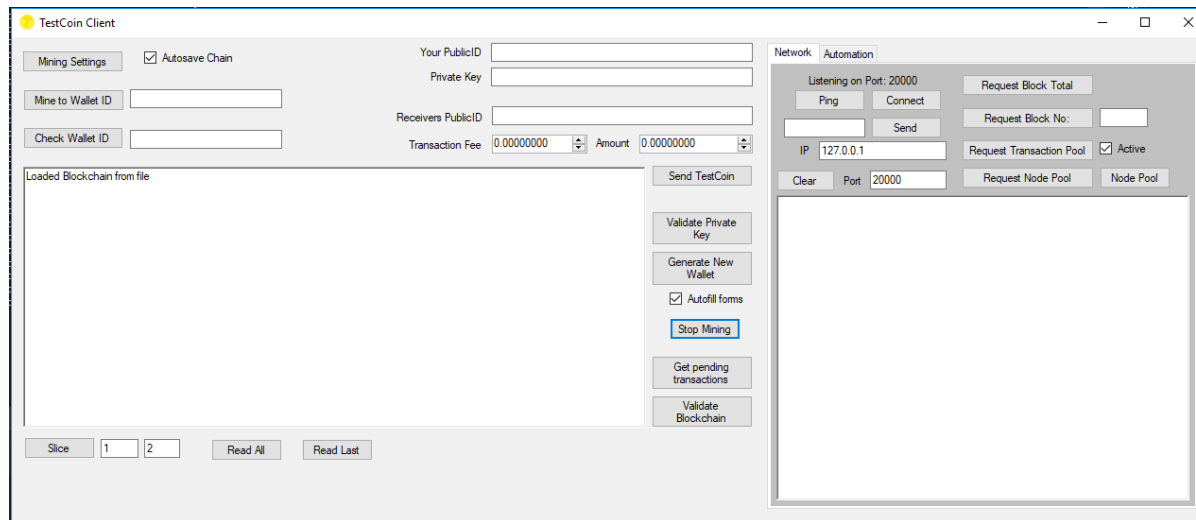 TestCoin Client
Mining Settings
Autosave Chain
Mine to Wallet ID
Check Wallet ID
Your PublicID
Private Key
Receivers PublicID
Transaction Fee 0.00000000 Amount 0.00000000
Loaded Blockchain from file
Send TestCoin
Validate Private
Key
Generate New
Wallet
Autofill forms
Stop Mining
Get pending
transactions
Validate
Blockchain
Slice 1 2 Read All Read Last
Network Automation
Listening on Port: 20000
Ping Connect
Send
IP 127.0.0.1
Clear Port 20000
Request Block Total
Request Block No:
Request Transaction Pool Active
Request Node Pool Node Pool